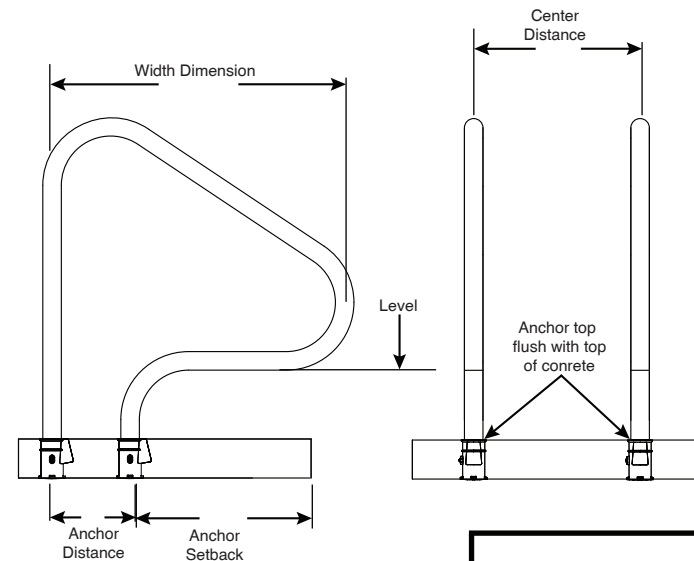 Center
Distance
Width Dimension
Level
Anchor top
flush with top
of conrete
Anchor
Distance
Anchor
Setback